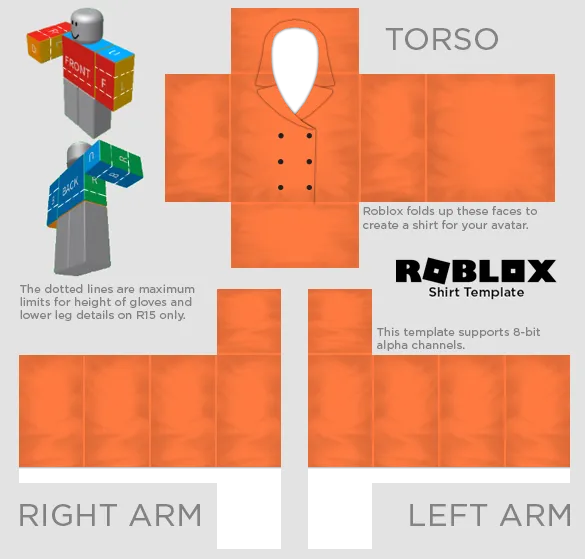 TORSO
FRONT
F
L
U
R
BACK
U
R
B
B
Roblox folds up these faces to
create a shirt for your avatar.
ROBLOX
Shirt Template
The dotted lines are maximum
limits for height of gloves and
lower leg details on R15 only.
This template supports 8-bit
alpha channels.
RIGHT ARM
LEFT ARM